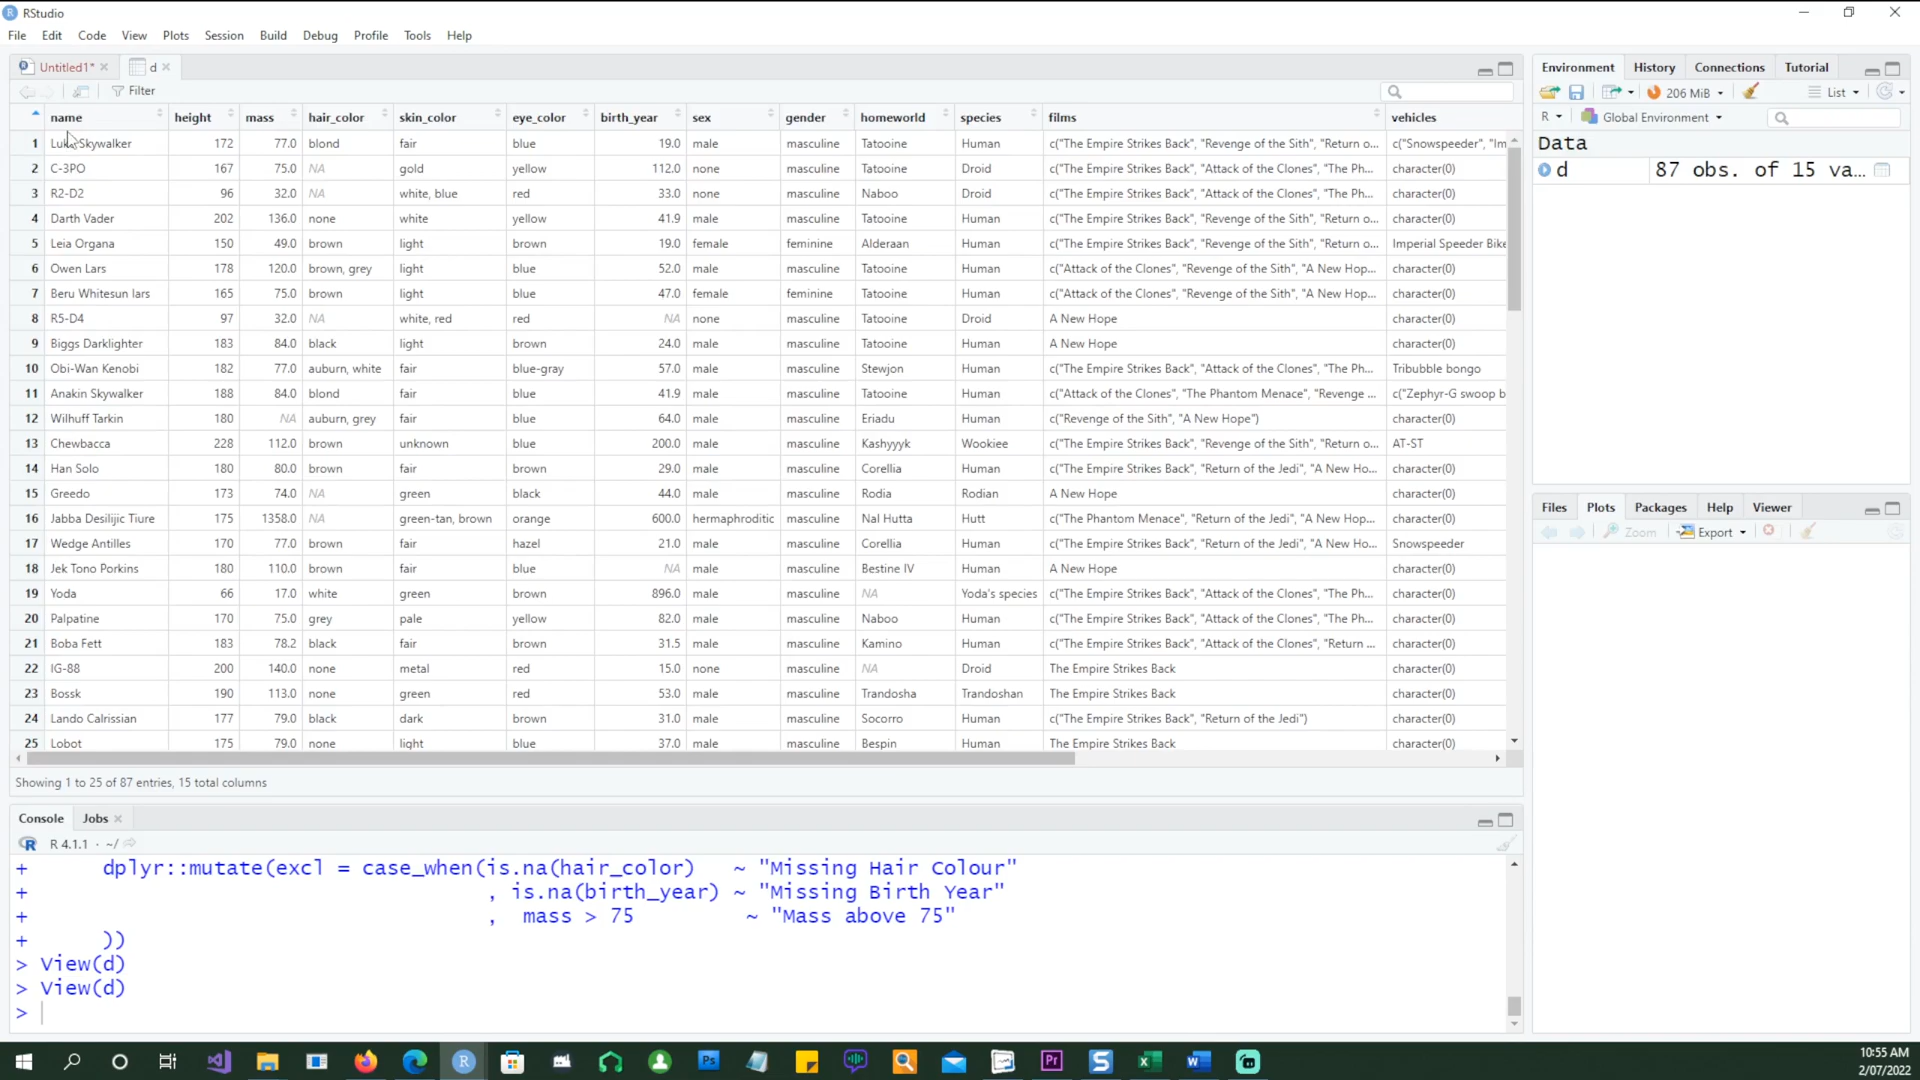 RStudio
File Edit Code View Plots Session Build Debug Profile Tools Help
Untitled1* d
Filter
name height mass hair_color skin_color eye_color birth_year sex gender homeworld species films vehicles
1 Luke Skywalker 172 77.0 blond fair blue 19.0 male masculine Tatooine Human c("The Empire Strikes Back", "Revenge of the Sith", "Return o... c("Snowspeeder", "Im
2 C-3PO 167 75.0 NA gold yellow 112.0 none masculine Tatooine Droid c("The Empire Strikes Back", "Attack of the Clones", "The Ph... character(0)
3 R2-D2 96 32.0 NA white, blue red 33.0 none masculine Naboo Droid c("The Empire Strikes Back", "Attack of the Clones", "The Ph... character(0)
4 Darth Vader 202 136.0 none white yellow 41.9 male masculine Tatooine Human c("The Empire Strikes Back", "Revenge of the Sith", "Return o... character(0)
5 Leia Organa 150 49.0 brown light brown 19.0 female feminine Alderaan Human c("The Empire Strikes Back", "Revenge of the Sith", "Return o... Imperial Speeder Bike
6 Owen Lars 178 120.0 brown, grey light blue 52.0 male masculine Tatooine Human c("Attack of the Clones", "Revenge of the Sith", "A New Hop... character(0)
7 Beru Whitesun lars 165 75.0 brown light blue 47.0 female feminine Tatooine Human c("Attack of the Clones", "Revenge of the Sith", "A New Hop... character(0)
8 R5-D4 97 32.0 NA white, red red NA none masculine Tatooine Droid A New Hope character(0)
9 Biggs Darklighter 183 84.0 black light brown 24.0 male masculine Tatooine Human A New Hope character(0)
10 Obi-Wan Kenobi 182 77.0 auburn, white fair blue-gray 57.0 male masculine Stewjon Human c("The Empire Strikes Back", "Attack of the Clones", "The Ph... Tribubble bongo
11 Anakin Skywalker 188 84.0 blond fair blue 41.9 male masculine Tatooine Human c("Attack of the Clones", "The Phantom Menace", "Revenge ... c("Zephyr-G swoop b
12 Wilhuff Tarkin 180 NA auburn, grey fair blue 64.0 male masculine Eriadu Human c("Revenge of the Sith", "A New Hope") character(0)
13 Chewbacca 228 112.0 brown unknown blue 200.0 male masculine Kashyyyk Wookiee c("The Empire Strikes Back", "Revenge of the Sith", "Return o... AT-ST
14 Han Solo 180 80.0 brown fair brown 29.0 male masculine Corellia Human c("The Empire Strikes Back", "Return of the Jedi", "A New Ho... character(0)
15 Greedo 173 74.0 NA green black 44.0 male masculine Rodia Rodian A New Hope character(0)
16 Jabba Desilijic Tiure 175 1358.0 NA green-tan, brown orange 600.0 hermaphroditic masculine Nal Hutta Hutt c("The Phantom Menace", "Return of the Jedi", "A New Hop... character(0)
17 Wedge Antilles 170 77.0 brown fair hazel 21.0 male masculine Corellia Human c("The Empire Strikes Back", "Return of the Jedi", "A New Ho... Snowspeeder
18 Jek Tono Porkins 180 110.0 brown fair blue NA male masculine Bestine IV Human A New Hope character(0)
19 Yoda 66 17.0 white green brown 896.0 male masculine NA Yoda's species c("The Empire Strikes Back", "Attack of the Clones", "The Ph... character(0)
20 Palpatine 170 75.0 grey pale yellow 82.0 male masculine Naboo Human c("The Empire Strikes Back", "Attack of the Clones", "The Ph... character(0)
21 Boba Fett 183 78.2 black fair brown 31.5 male masculine Kamino Human c("The Empire Strikes Back", "Attack of the Clones", "Return ... character(0)
22 IG-88 200 140.0 none metal red 15.0 none masculine NA Droid The Empire Strikes Back character(0)
23 Bossk 190 113.0 none green red 53.0 male masculine Trandosha Trandoshan The Empire Strikes Back character(0)
24 Lando Calrissian 177 79.0 black dark brown 31.0 male masculine Socorro Human c("The Empire Strikes Back", "Return of the Jedi") character(0)
25 Lobot 175 79.0 none light blue 37.0 male masculine Bespin Human The Empire Strikes Back character(0)
Showing 1 to 25 of 87 entries, 15 total columns
Console Jobs
R 4.1.1 · ~/
+ dplyr::mutate(excl = case_when(is.na(hair_color) ~ "Missing Hair Colour"
+ , is.na(birth_year) ~ "Missing Birth Year"
+ , mass > 75 ~ "Mass above 75"
+ ))
> View(d)
> View(d)
>
Environment History Connections Tutorial
206 MiB List
R Global Environment
Data
d 87 obs. of 15 va...
Files Plots Packages Help Viewer
Zoom Export
10:55 AM
2/07/2022